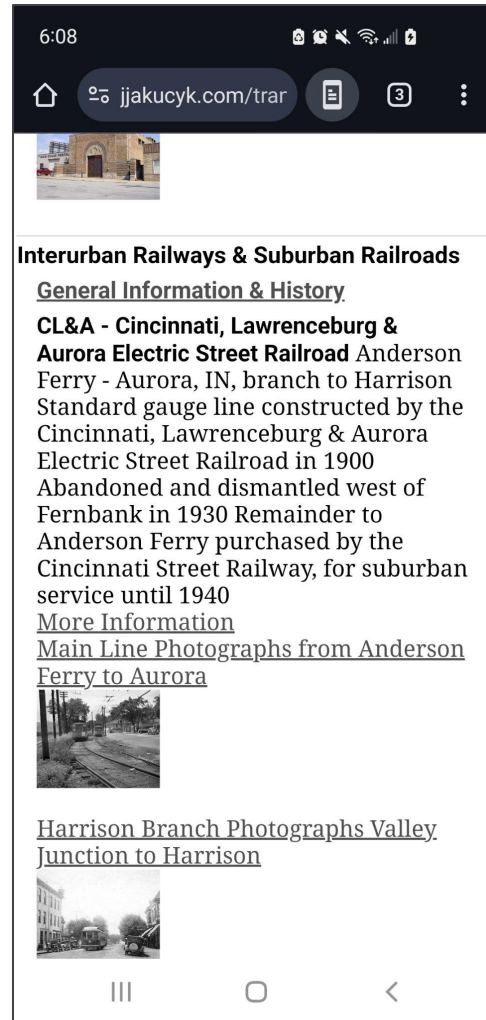 6:08
jjakucyk.com/trar
3
Interurban Railways & Suburban Railroads
General Information & History
CL&A - Cincinnati, Lawrenceburg &
Aurora Electric Street Railroad Anderson
Ferry - Aurora, IN, branch to Harrison
Standard gauge line constructed by the
Cincinnati, Lawrenceburg & Aurora
Electric Street Railroad in 1900
Abandoned and dismantled west of
Fernbank in 1930 Remainder to
Anderson Ferry purchased by the
Cincinnati Street Railway, for suburban
service until 1940
More Information
Main Line Photographs from Anderson
Ferry to Aurora
Harrison Branch Photographs Valley
Junction to Harrison